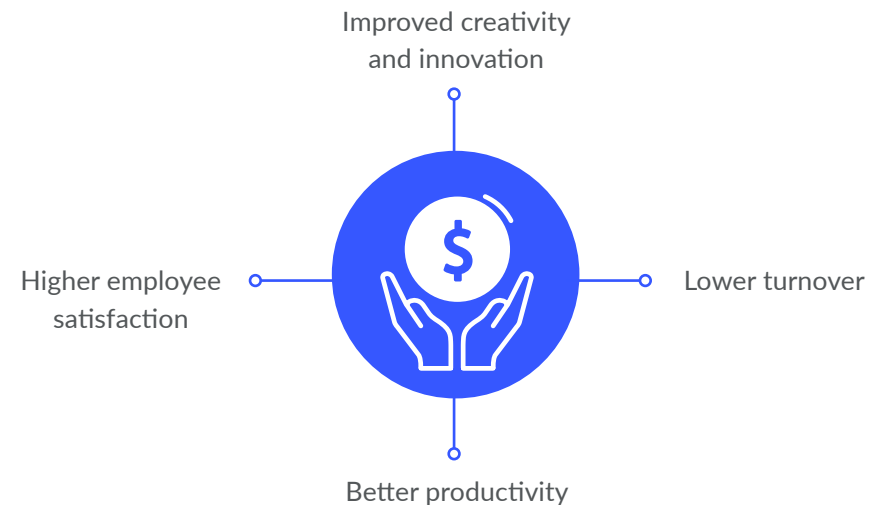 Improved creativity
and innovation
$
Higher employee
satisfaction
Lower turnover
Better productivity